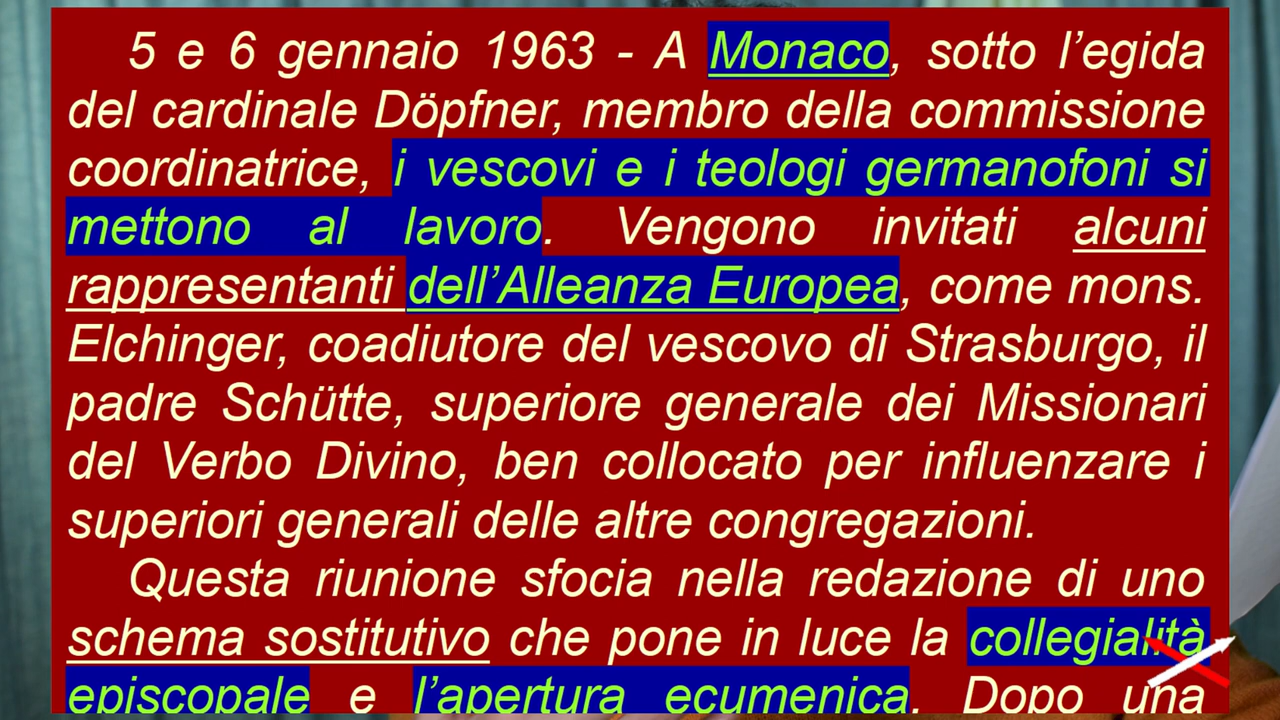 5 e 6 gennaio 1963 - A Monaco, sotto l’egida
del cardinale Döpfner, membro della commissione
coordinatrice, i vescovi e i teologi germanofoni si
mettono al lavoro. Vengono invitati alcuni
rappresentanti dell’Alleanza Europea, come mons.
Elchinger, coadiutore del vescovo di Strasburgo, il
padre Schütte, superiore generale dei Missionari
del Verbo Divino, ben collocato per influenzare i
superiori generali delle altre congregazioni.
Questa riunione sfocia nella redazione di uno
schema sostitutivo che pone in luce la collegialità
episcopale e l’apertura ecumenica. Dopo una